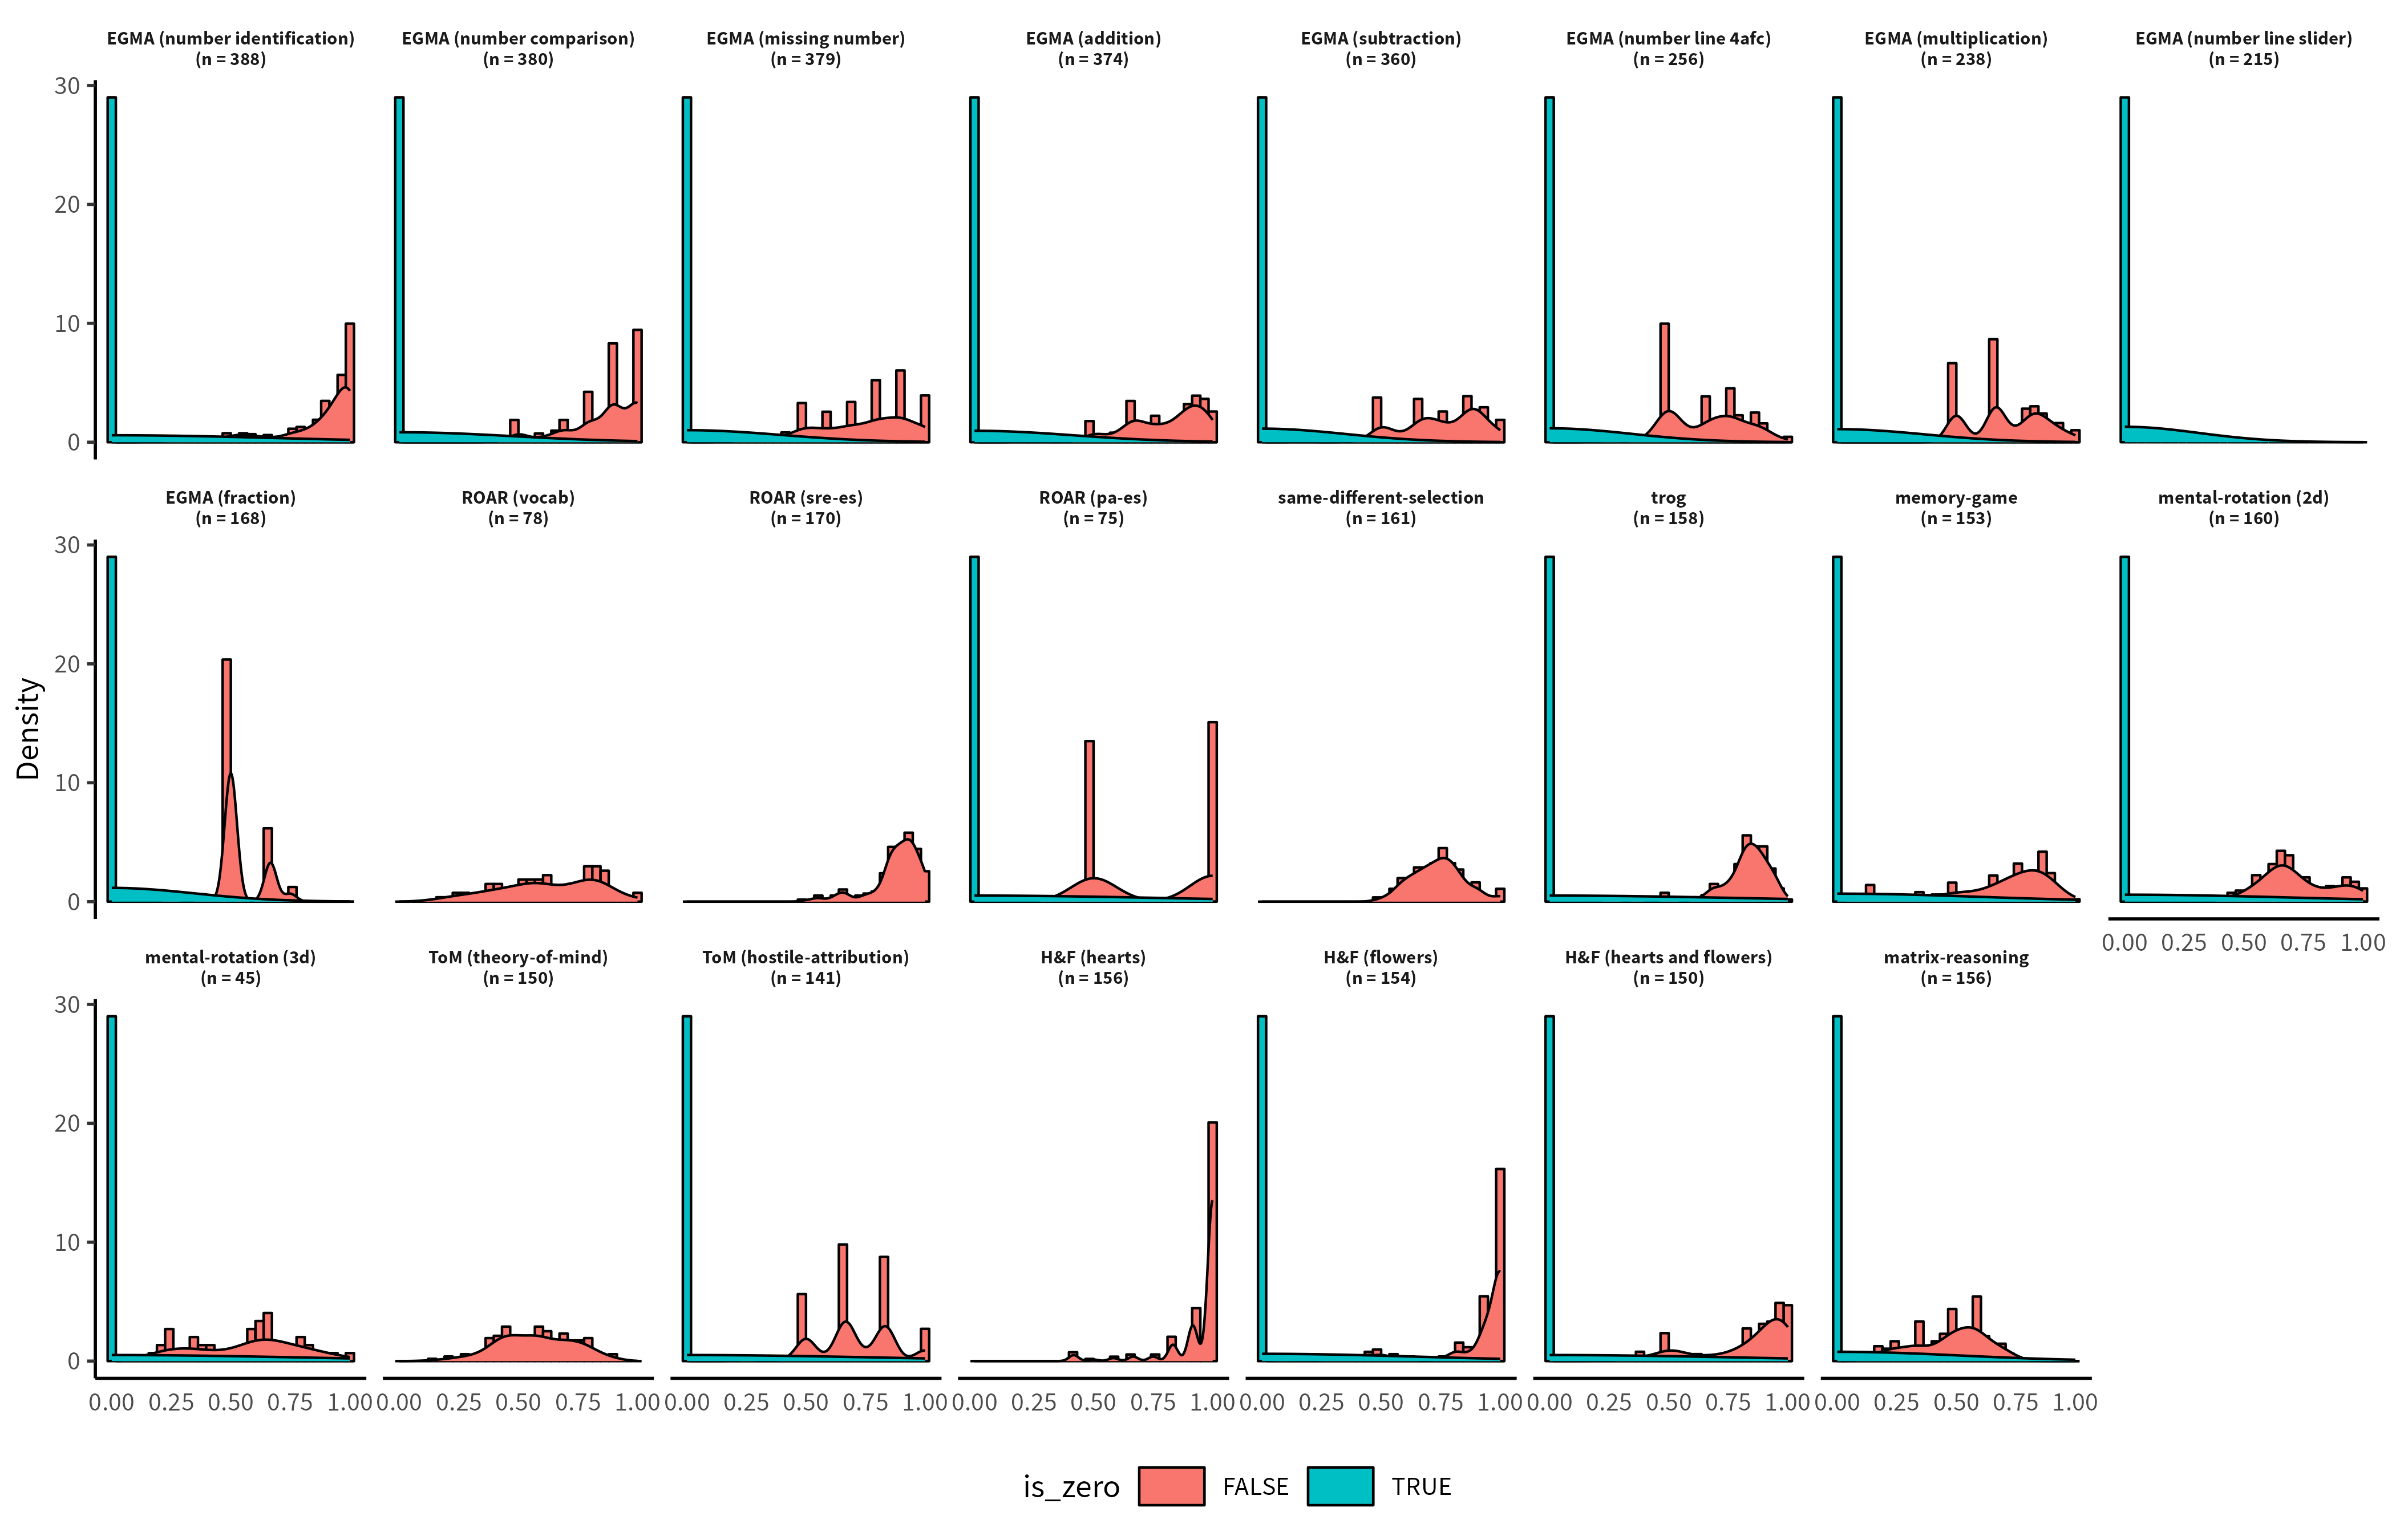 EGMA (number identification)
(n = 388)
EGMA (number comparison)
(n = 380)
EGMA (missing number)
(n = 379)
EGMA (addition)
(n = 374)
EGMA (subtraction)
(n = 360)
EGMA (number line 4afc)
(n = 256)
EGMA (multiplication)
(n = 238)
EGMA (number line slider)
(n = 215)
30
20
10
0
EGMA (fraction)
(n = 168)
ROAR (vocab)
(n = 78)
ROAR (sre-es)
(n = 170)
ROAR (pa-es)
(n = 75)
same-different-selection
(n = 161)
trog
(n = 158)
memory-game
(n = 153)
mental-rotation (2d)
(n = 160)
30
20
10
0
Density
0.00 0.25 0.50 0.75 1.00
mental-rotation (3d)
(n = 45)
ToM (theory-of-mind)
(n = 150)
ToM (hostile-attribution)
(n = 141)
H&F (hearts)
(n = 156)
H&F (flowers)
(n = 154)
H&F (hearts and flowers)
(n = 150)
matrix-reasoning
(n = 156)
30
20
10
0
0.00 0.25 0.50 0.75 1.00
0.00 0.25 0.50 0.75 1.00
0.00 0.25 0.50 0.75 1.00
0.00 0.25 0.50 0.75 1.00
0.00 0.25 0.50 0.75 1.00
0.00 0.25 0.50 0.75 1.00
0.00 0.25 0.50 0.75 1.00
is_zero FALSE TRUE